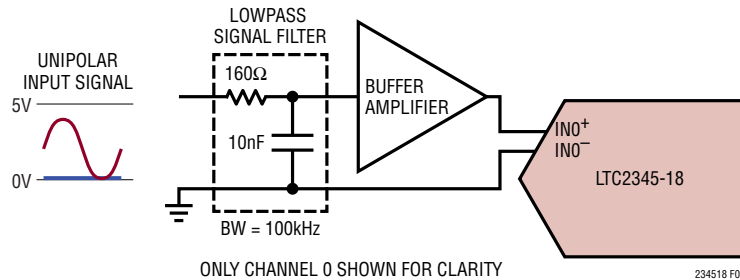 LOWPASS
SIGNAL FILTER
UNIPOLAR
INPUT SIGNAL
5V
0V
160Ω
10nF
BW = 100kHz
BUFFER
AMPLIFIER
IN0+
IN0−
LTC2345-18
ONLY CHANNEL 0 SHOWN FOR CLARITY
234518 F0